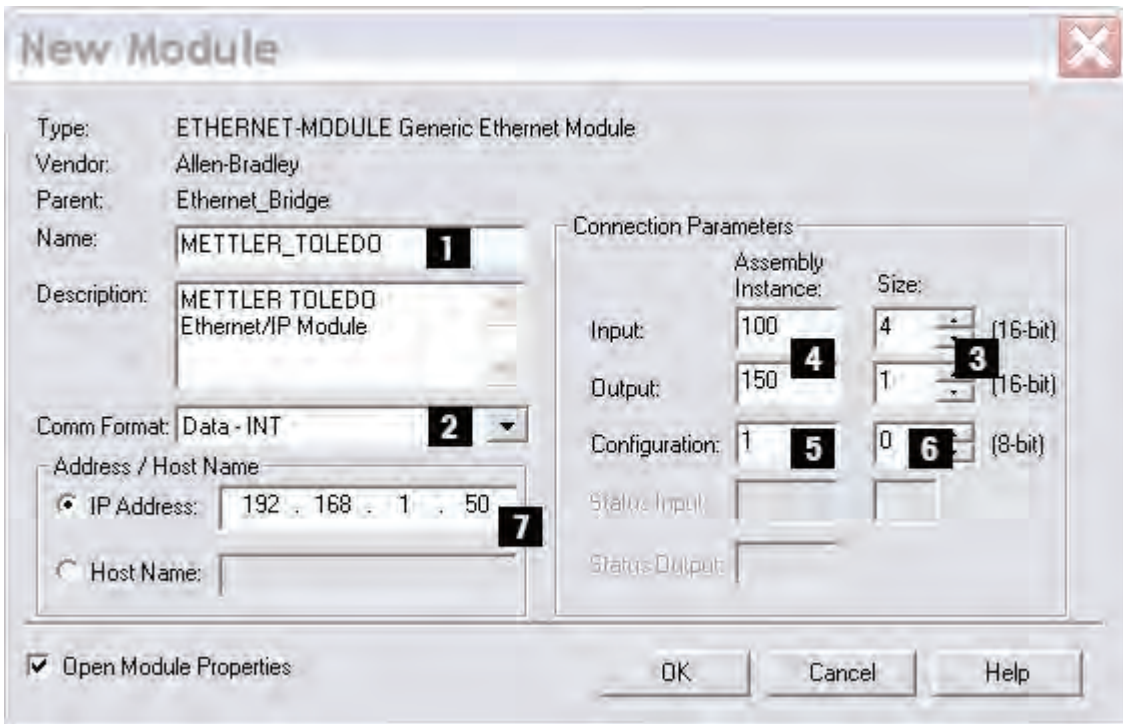 New Module
Type: ETHERNET-MODULE Generic Ethernet Module
Vendor: Allen-Bradley
Parent: Ethernet_Bridge
Name: METTLER_TOLEDO 1
Description: METTLER TOLEDO
Ethernet/IP Module
Comm Format: Data - INT 2
Address / Host Name
IP Address: 192 . 168 . 1 . 50 7
Host Name:
Connection Parameters
Assembly
Instance: Size:
Input: 100 4 (16-bit)
4 3
Output: 150 1 (16-bit)
Configuration: 1 5 0 6 (8-bit)
Status Input:
Status Output:
Open Module Properties
OK Cancel Help